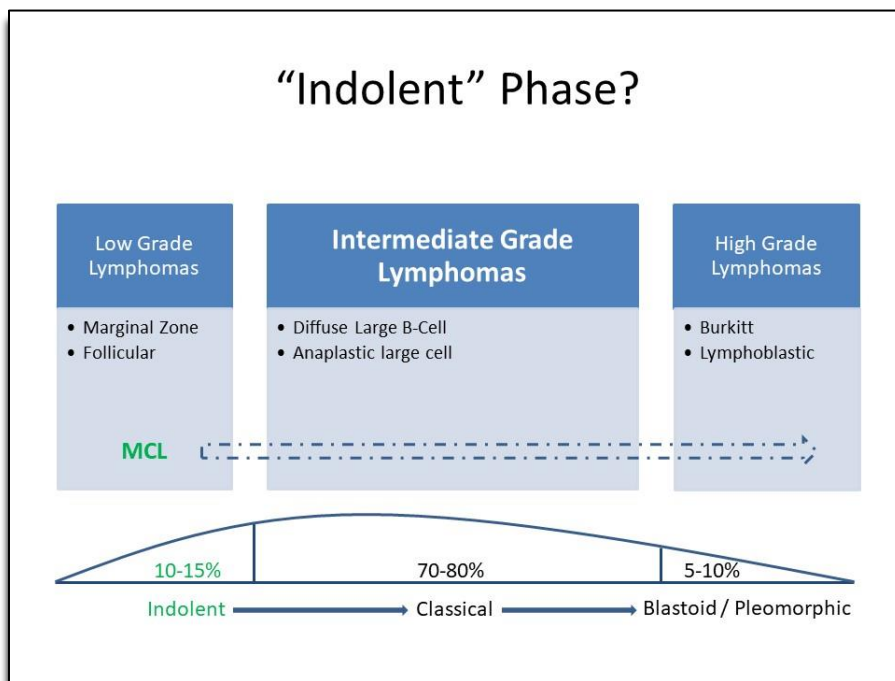 “Indolent” Phase?
Low Grade
Lymphomas
• Marginal Zone
• Follicular
Intermediate Grade
Lymphomas
• Diffuse Large B-Cell
• Anaplastic large cell
High Grade
Lymphomas
• Burkitt
• Lymphoblastic
MCL
10-15%
70-80%
5-10%
Indolent
Classical
Blastoid / Pleomorphic